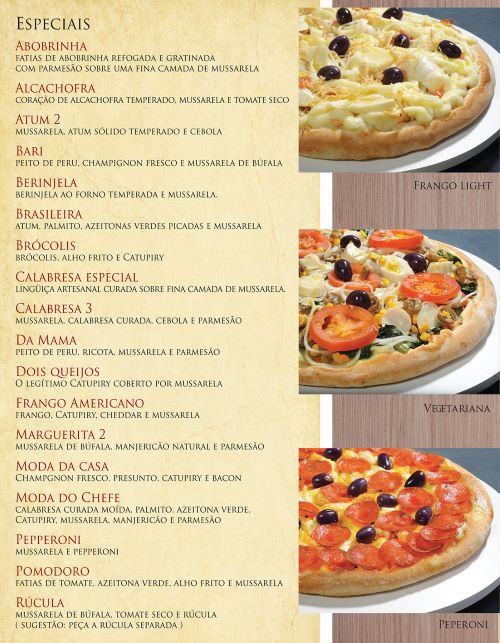 Especiais
Abobrinha
fatias de abobrinha refogada e gratinada
com parmesão sobre uma fina camada de mussarela
Alcachofra
coração de alcachofra temperado, mussarela e tomate seco
Atum 2
mussarela, atum sólido temperado e cebola
Bari
peito de peru, champignon fresco e mussarela de búfala
Berinjela
berinjela ao forno temperada e mussarela.
Brasileira
atum, palmito, azeitonas verdes picadas e mussarela
Brócolis
brócolis, alho frito e Catupiry
Calabresa especial
lingüiça artesanal curada sobre fina camada de mussarela.
Calabresa 3
mussarela, calabresa curada, cebola e parmesão
Da Mama
peito de peru, ricota, mussarela e parmesão
Dois queijos
O legítimo Catupiry coberto por mussarela
Frango Americano
frango, Catupiry, cheddar e mussarela
Marguerita 2
mussarela de búfala, manjericão natural e parmesão
Moda da casa
Champgnon fresco, presunto, catupiry e bacon
Moda do Chefe
calabresa curada moída, palmito, azeitona verde,
Catupiry, mussarela, manjericão e parmesão
Pepperoni
mussarela e pepperoni
Pomodoro
fatias de tomate, azeitona verde, alho frito e mussarela
Rúcula
mussarela de búfala, tomate seco e rúcula
( sugestão: peça a rúcula separada )
Frango light
Vegetariana
Peperoni